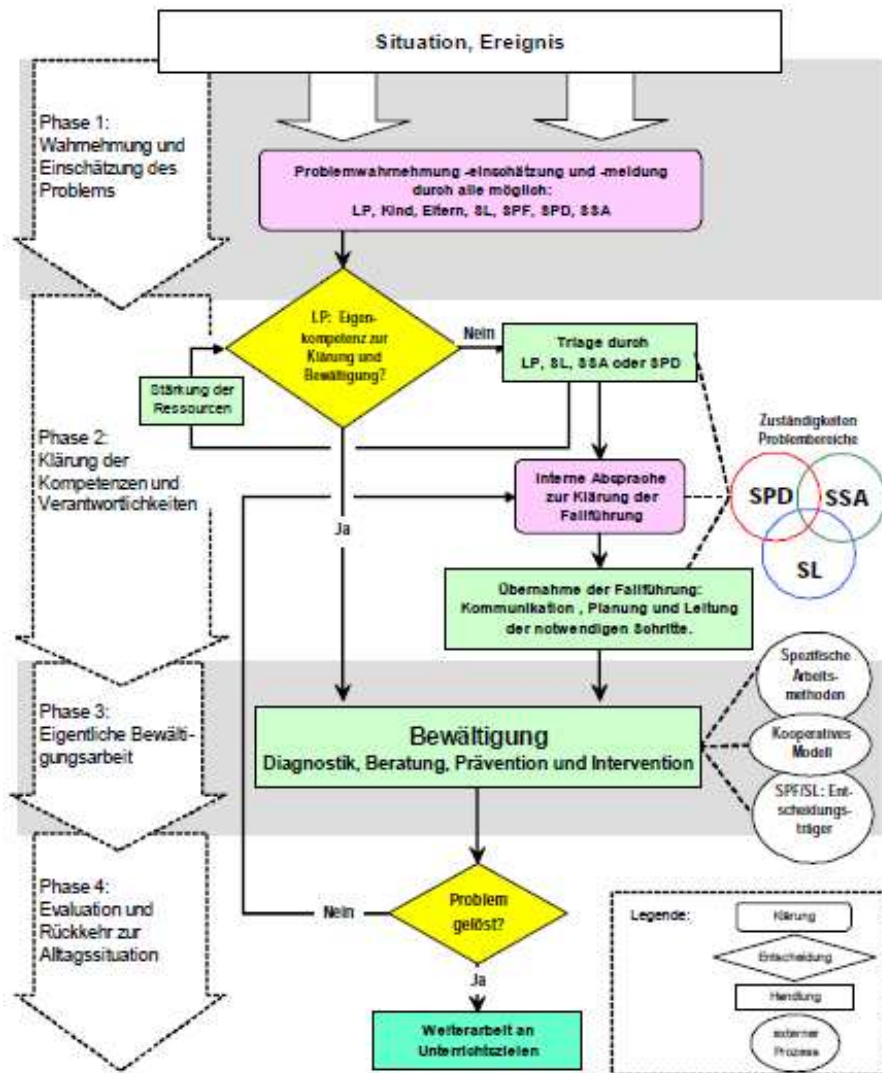 Situation, Ereignis
Phase 1:
Wahrnehmung und
Einschätzung des
Problems
Problemwahrnehmung -einschätzung und -meldung
durch alle möglich:
LP, Kind, Eltern, SL, SPF, SPD, SSA
LP: Eigen-
kompetenz zur
Klärung und
Bewältigung?
Nein
Triage durch
LP, SL, SSA oder SPD
Stärkung der
Ressourcen
Phase 2:
Klärung der
Kompetenzen und
Verantwortlichkeiten
Zuständigkeiten
Problembereiche
SPD
SSA
SL
Interne Absprache
zur Klärung der
Fallführung
Ja
Übernahme der Fallführung:
Kommunikation , Planung und Leitung
der notwendigen Schritte.
Phase 3:
Eigentliche Bewälti-
gungsarbeit
Bewältigung
Diagnostik, Beratung, Prävention und Intervention
Spezifische
Arbeits-
methoden
Kooperatives
Modell
SPF/SL: Ent-
scheidungs-
träger
Phase 4:
Evaluation und
Rückkehr zur
Alltagssituation
Problem
gelöst?
Nein
Ja
Weiterarbeit an
Unterrichtszielen
Legende:
Klärung
Entscheidung
Handlung
externer
Prozess